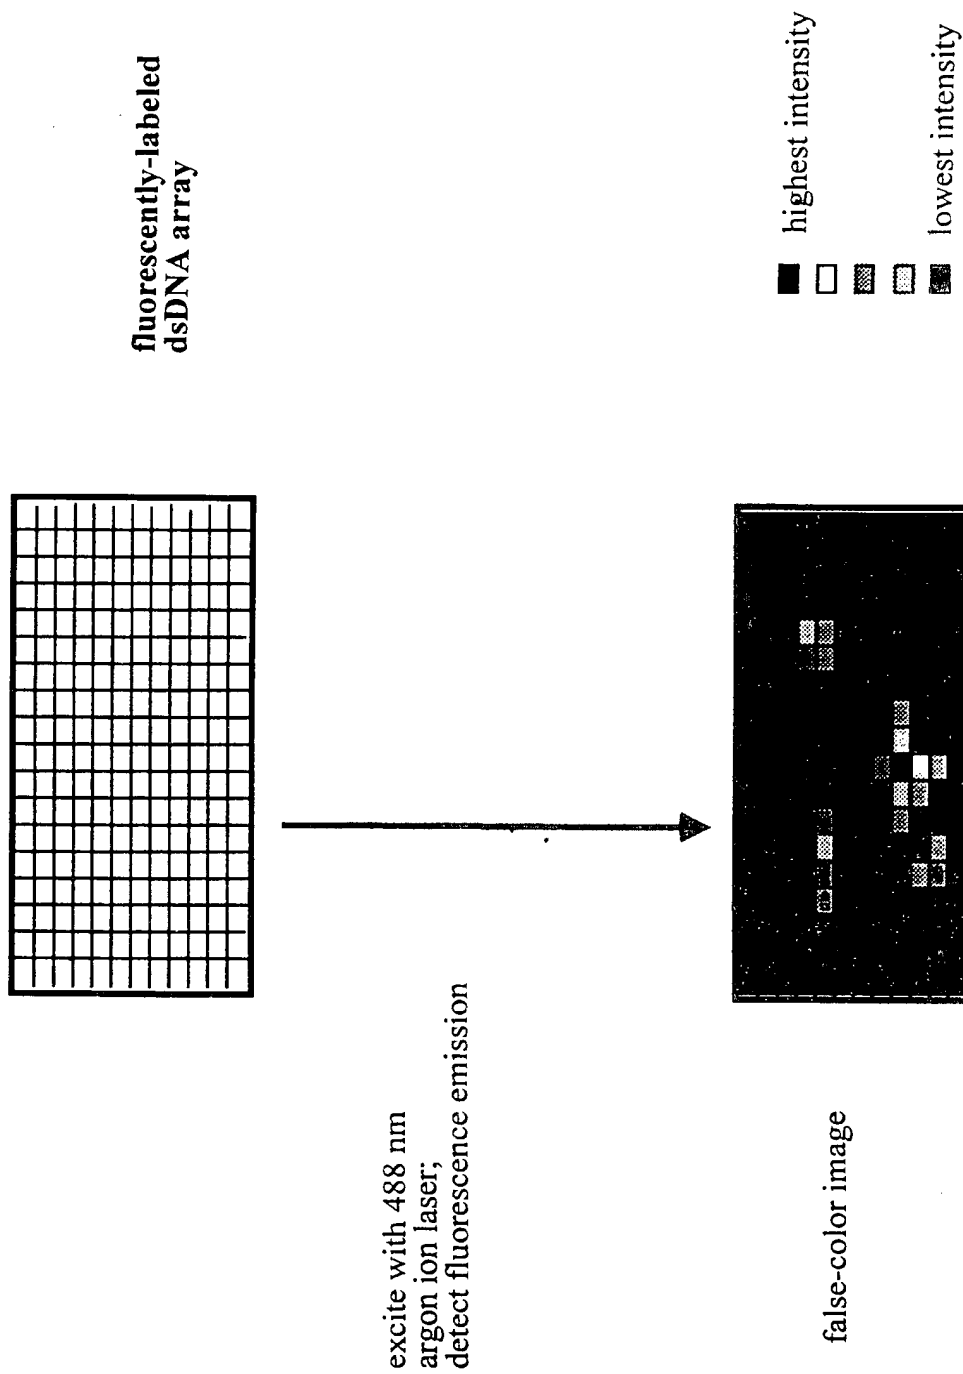 fluorescently-labeled
dsDNA array
excite with 488 nm
argon ion laser;
detect fluorescence emission
false-color image
highest intensity
lowest intensity